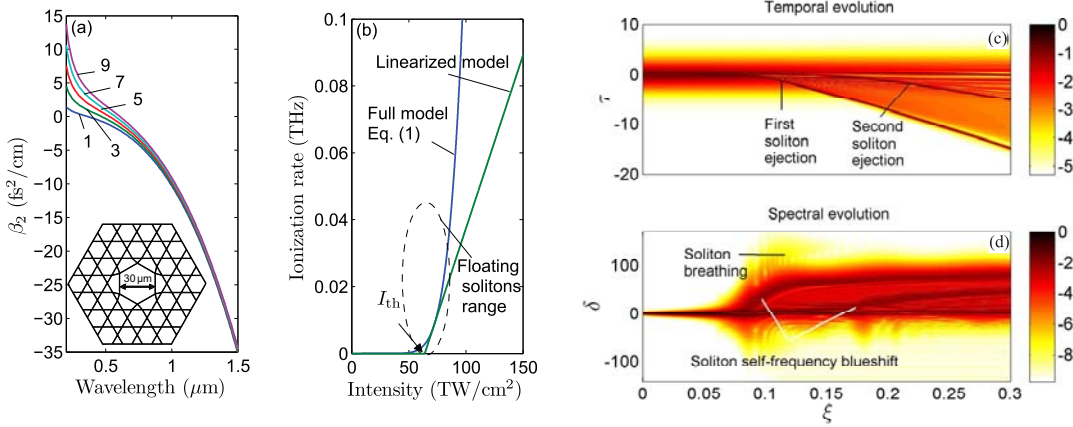 (a)
15
10
5
0
−5
−10
−15
−20
−25
−30
−35
β₂ (fs²/cm)
9
7
5
3
1
30 μm
0.5
1
1.5
Wavelength (μm)
(b)
0.1
0.08
0.06
0.04
0.02
0
Ionization rate (THz)
Linearized model
Full model
Eq. (1)
Floating
solitons
range
I_th
0
50
100
150
Intensity (TW/cm²)
Temporal evolution
(c)
10
0
-10
-20
τ
First
soliton
ejection
Second
soliton
ejection
0
-1
-2
-3
-4
-5
Spectral evolution
(d)
100
0
-100
δ
Soliton
breathing
Soliton self-frequency blueshift
0
0.05
0.1
0.15
0.2
0.25
0.3
ξ
0
-2
-4
-6
-8